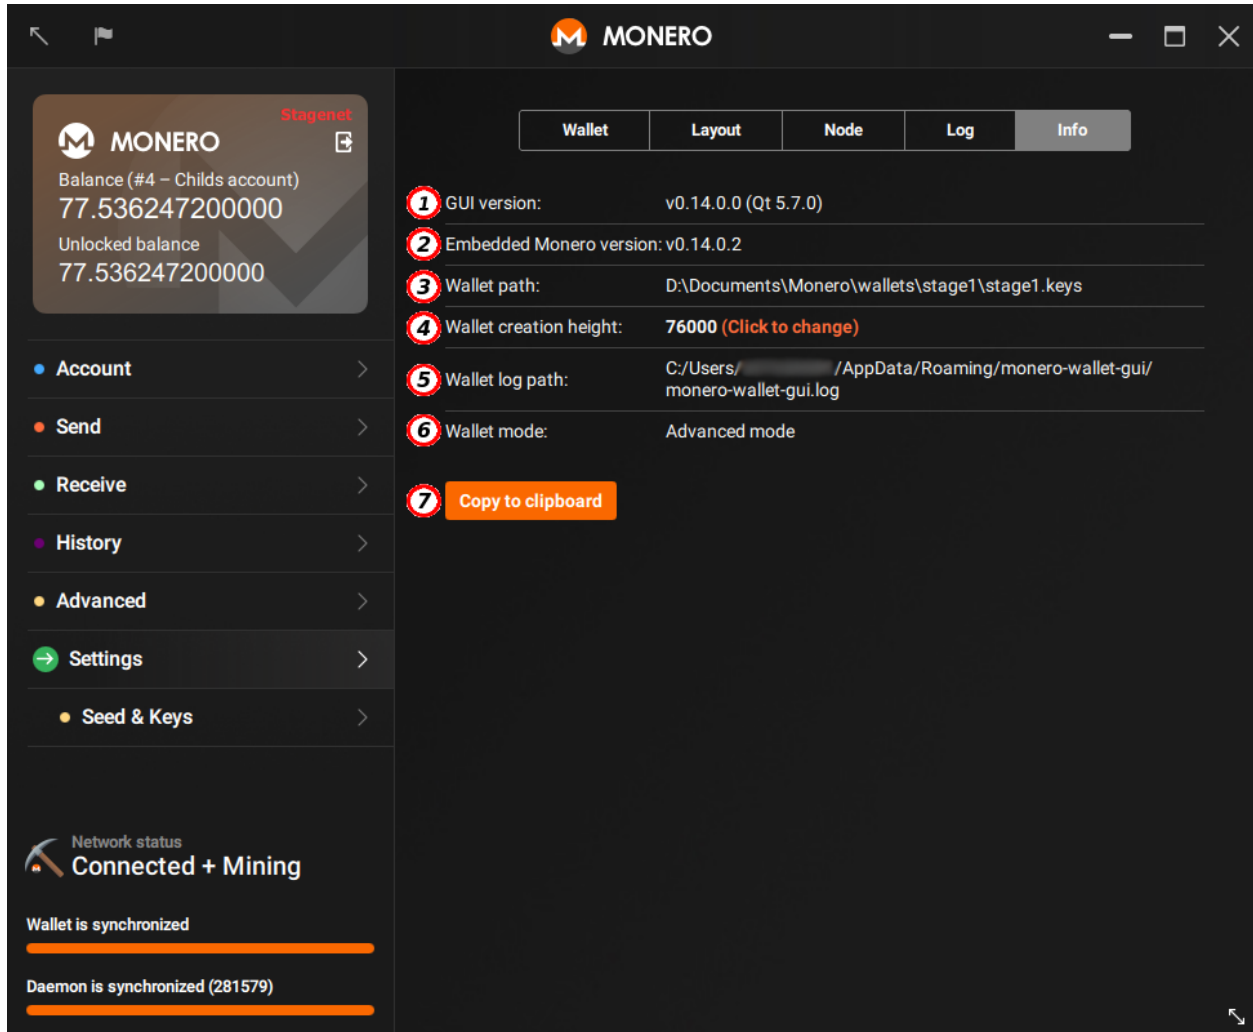 MONERO
Stagenet
MONERO
Balance (#4 – Childs account)
77.536247200000
Unlocked balance
77.536247200000
Account
Send
Receive
History
Advanced
Settings
Seed & Keys
Network status
Connected + Mining
Wallet is synchronized
Daemon is synchronized (281579)
Wallet Layout Node Log Info
1 GUI version: v0.14.0.0 (Qt 5.7.0)
2 Embedded Monero version: v0.14.0.2
3 Wallet path: D:\Documents\Monero\wallets\stage1\stage1.keys
4 Wallet creation height: 76000 (Click to change)
5 Wallet log path: C:/Users/ /AppData/Roaming/monero-wallet-gui/
monero-wallet-gui.log
6 Wallet mode: Advanced mode
7 Copy to clipboard